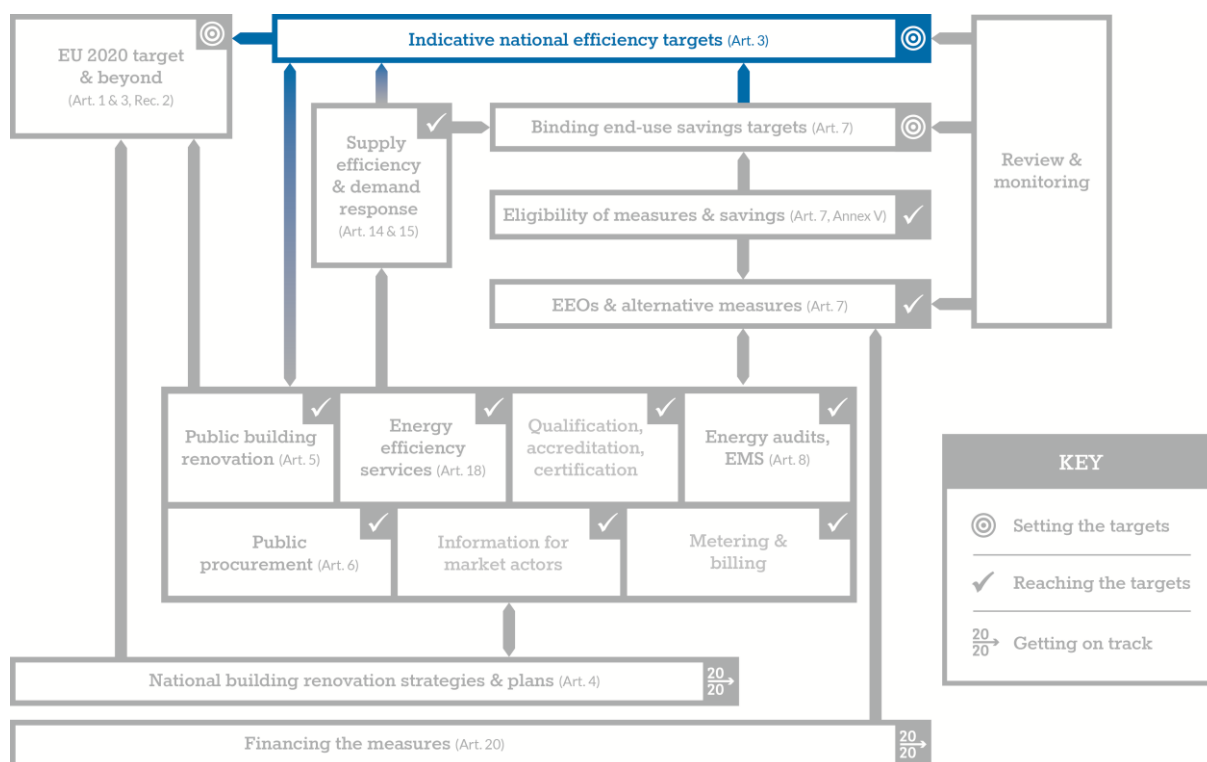 EU 2020 target
& beyond
(Art. 1 & 3, Rec. 2)
Indicative national efficiency targets (Art. 3)
Supply
efficiency
& demand
response
(Art. 14 & 15)
Binding end-use savings targets (Art. 7)
Eligibility of measures & savings (Art. 7, Annex V)
EEOs & alternative measures (Art. 7)
Review &
monitoring
Public building
renovation (Art. 5)
Energy
efficiency
services (Art. 18)
Qualification,
accreditation,
certification
Energy audits,
EMS (Art. 8)
Public
procurement (Art. 6)
Information for
market actors
Metering &
billing
National building renovation strategies & plans (Art. 4)
20
20
Financing the measures (Art. 20)
20
20
KEY
Setting the targets
Reaching the targets
20
20
Getting on track